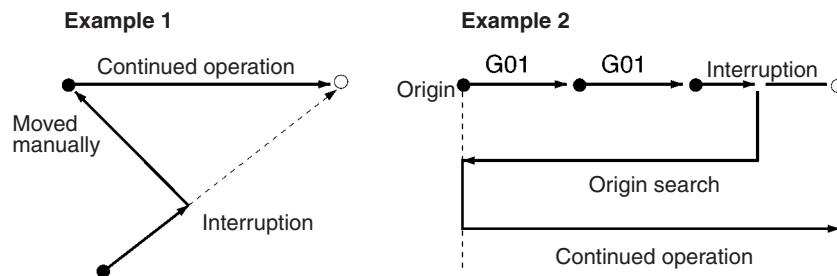 Example 1
Continued operation
Moved
manually
Interruption
Example 2
Origin
G01
G01
Interruption
Origin search
Continued operation